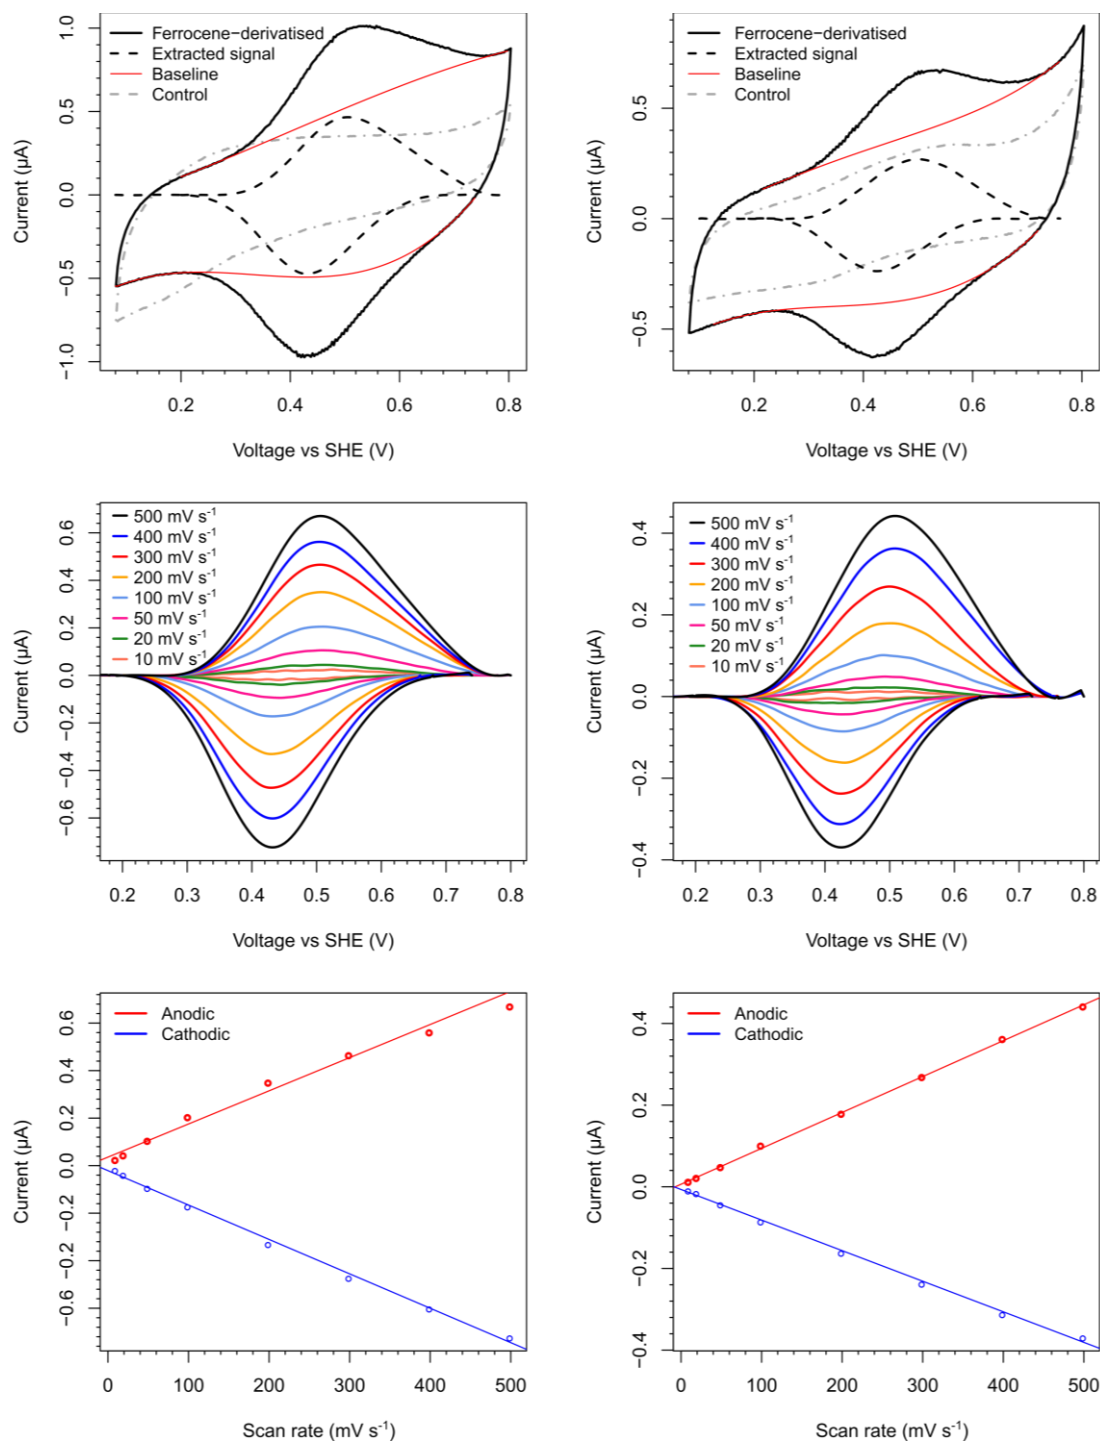 Ferrocene−derivatised
Extracted signal
Baseline
Control
Current (µA)
1.0
0.5
0.0
−0.5
−1.0
0.2 0.4 0.6 0.8
Voltage vs SHE (V)
Ferrocene−derivatised
Extracted signal
Baseline
Control
Current (µA)
0.5
0.0
−0.5
0.2 0.4 0.6 0.8
Voltage vs SHE (V)
500 mV s⁻¹
400 mV s⁻¹
300 mV s⁻¹
200 mV s⁻¹
100 mV s⁻¹
50 mV s⁻¹
20 mV s⁻¹
10 mV s⁻¹
Current (µA)
0.6
0.4
0.2
0.0
−0.2
−0.4
−0.6
0.2 0.3 0.4 0.5 0.6 0.7 0.8
Voltage vs SHE (V)
500 mV s⁻¹
400 mV s⁻¹
300 mV s⁻¹
200 mV s⁻¹
100 mV s⁻¹
50 mV s⁻¹
20 mV s⁻¹
10 mV s⁻¹
Current (µA)
0.4
0.2
0.0
−0.2
−0.4
0.2 0.3 0.4 0.5 0.6 0.7 0.8
Voltage vs SHE (V)
Anodic
Cathodic
Current (µA)
0.6
0.4
0.2
0.0
−0.2
−0.4
−0.6
0 100 200 300 400 500
Scan rate (mV s⁻¹)
Anodic
Cathodic
Current (µA)
0.4
0.2
0.0
−0.2
−0.4
0 100 200 300 400 500
Scan rate (mV s⁻¹)